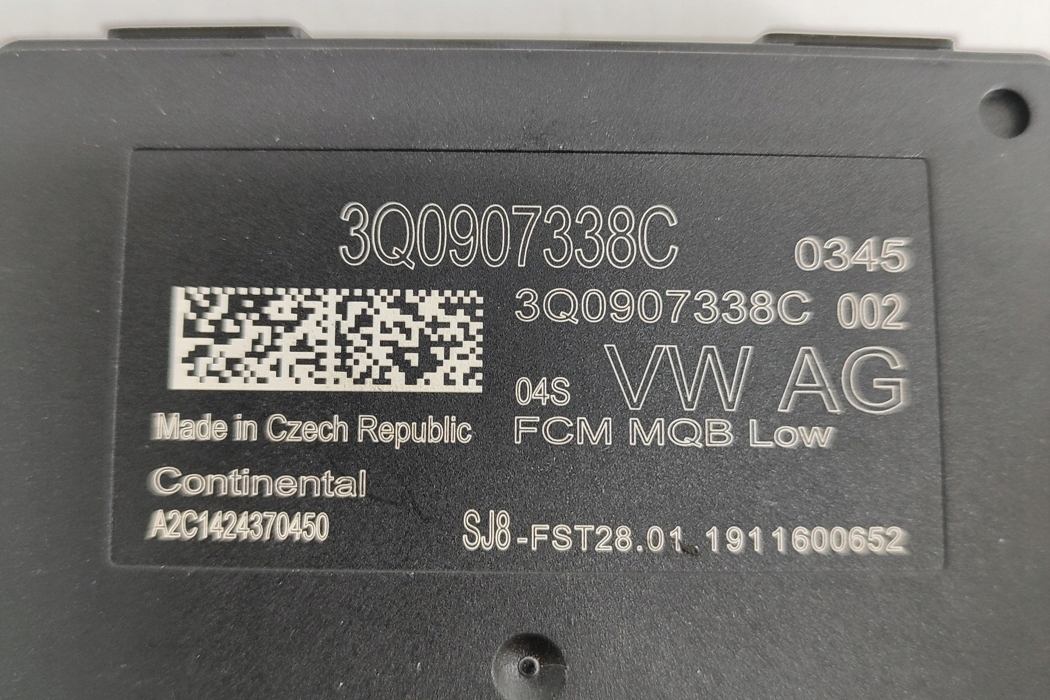 3Q0907338C
0345
3Q0907338C 002
04S VW AG
FCM MQB Low
Made in Czech Republic
Continental
A2C1424370450
SJ8-FST28.01 1911600652